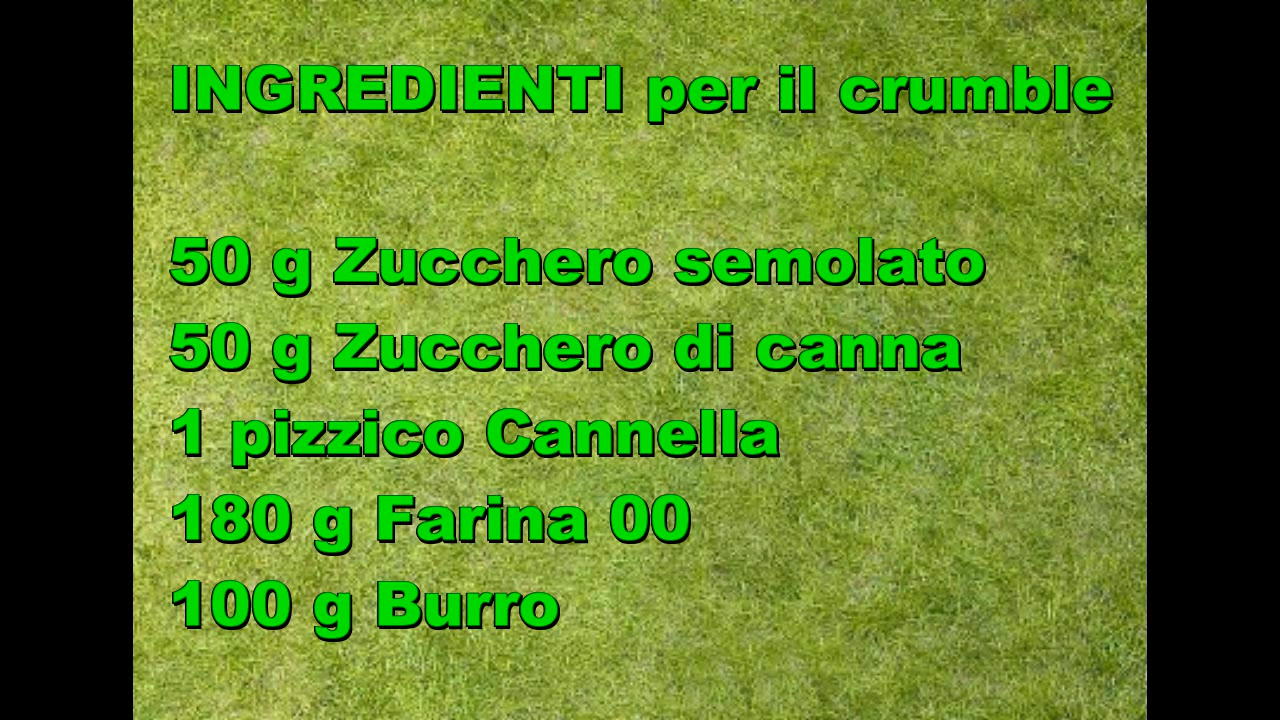 INGREDIENTI per il crumble
50 g Zucchero semolato
50 g Zucchero di canna
1 pizzico Cannella
180 g Farina 00
100 g Burro